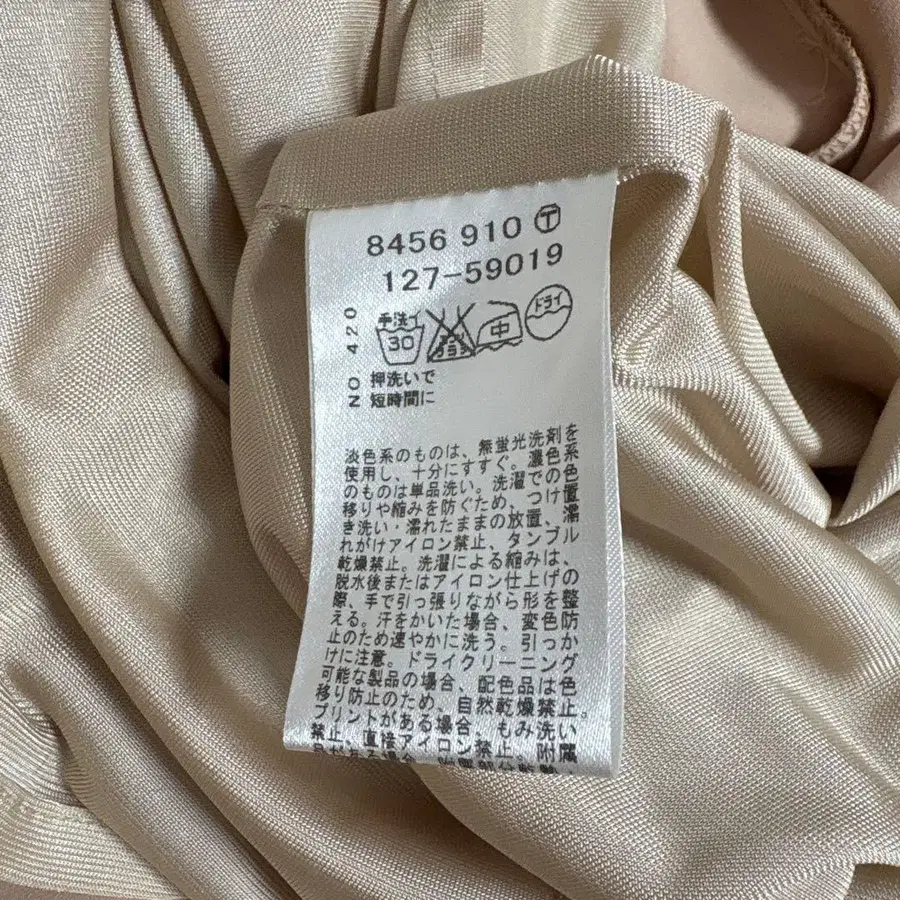 8456 910 Ⓣ
127-59019
NO 420
手洗イ
30
中
ドライ
押洗いで
短時間に
淡色系のものは、無蛍光洗剤を
使用し、十分にすすぐ。濃色系
のものは単品洗い。洗濯での色
移りや縮みを防ぐため、つけ置
き洗い・濡れたままの放置、濡
れがけアイロン禁止、タンブル
乾燥禁止。洗濯による縮みは、
脱水後またはアイロン仕上げの
際、手で引っ張りながら形を整
える。汗をかいた場合、変色防
止のため速やかに洗う。引っか
けに注意。ドライクリーニング
可能な製品の場合、配色品は色
移り防止のため、自然乾燥禁止。
プリントがある場合、もみ洗い
禁止、直接アイロン禁止。附属